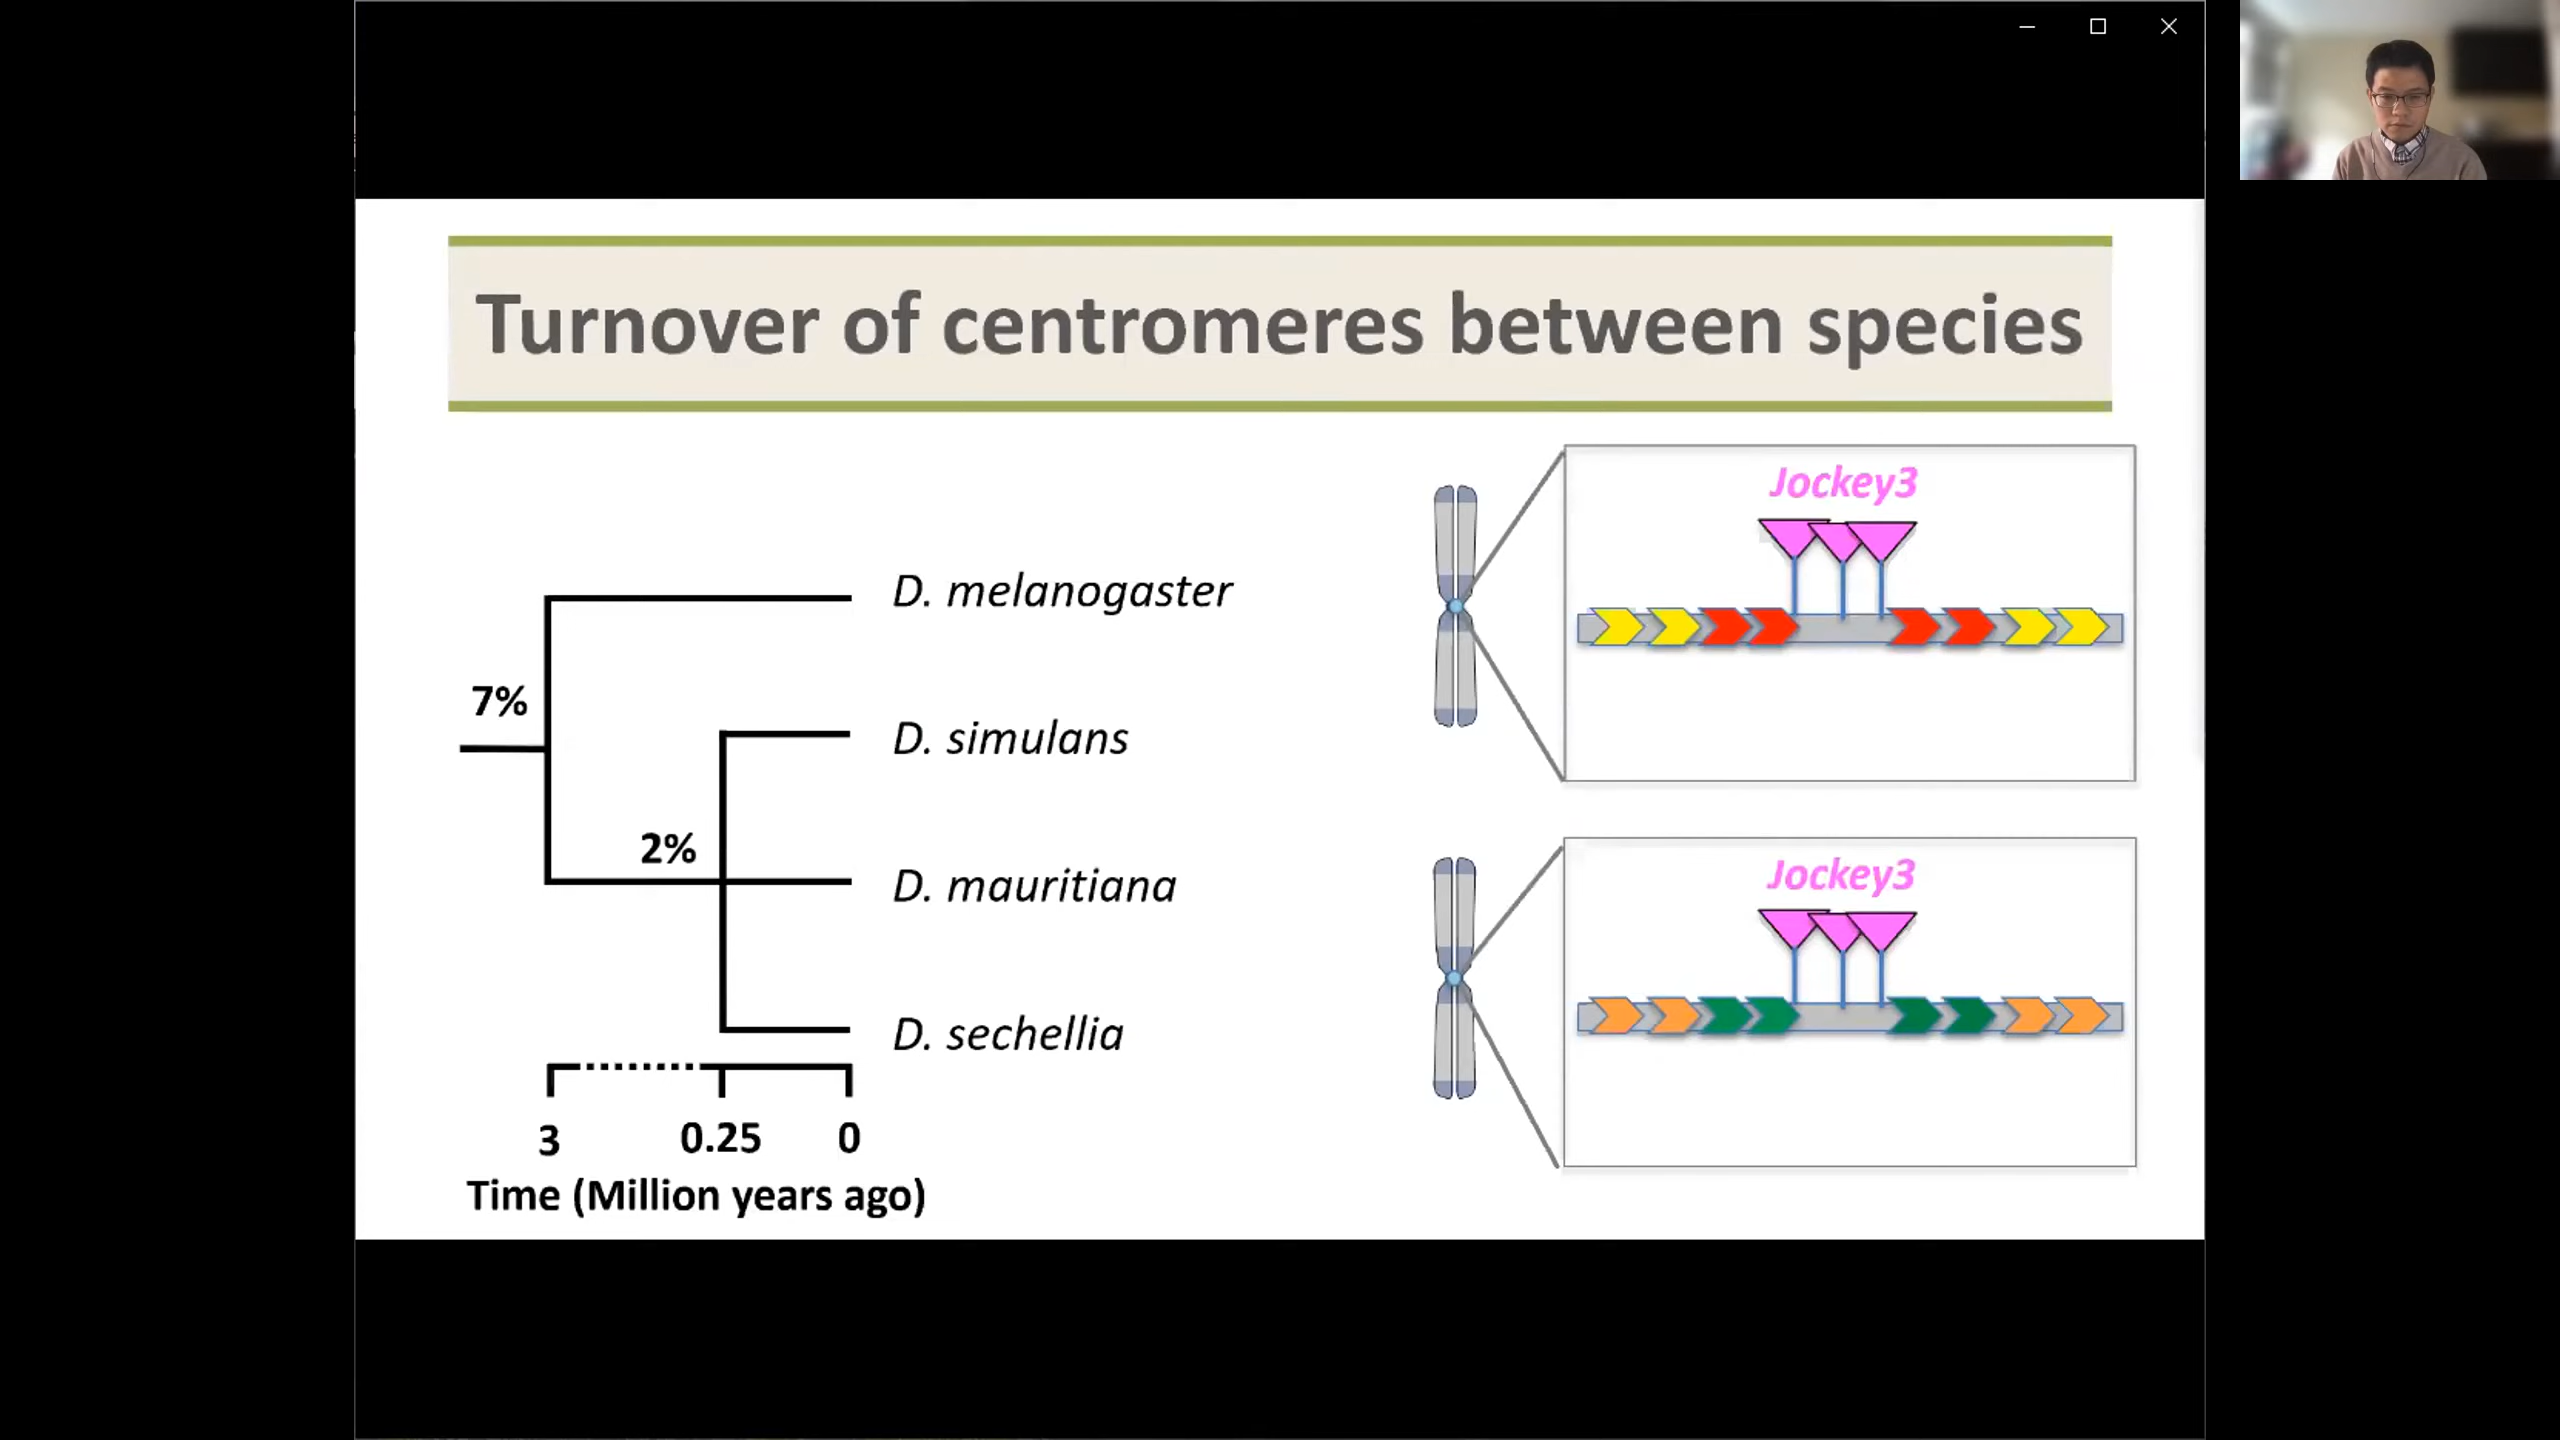 Turnover of centromeres between species
7%
2%
D. melanogaster
D. simulans
D. mauritiana
D. sechellia
3
0.25
0
Time (Million years ago)
Jockey3
Jockey3